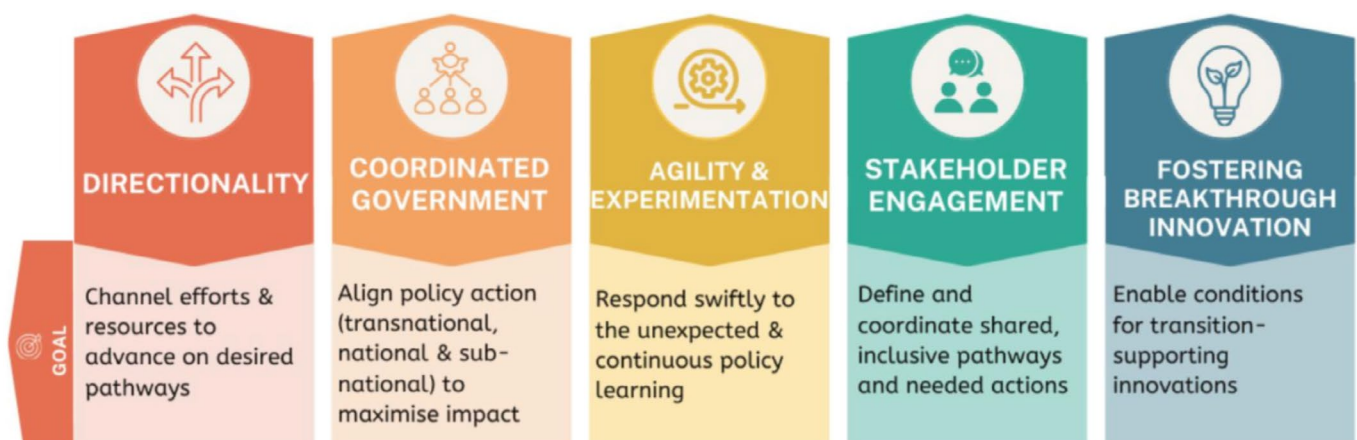 DIRECTIONALITY
COORDINATED
GOVERNMENT
AGILITY &
EXPERIMENTATION
STAKEHOLDER
ENGAGEMENT
FOSTERING
BREAKTHROUGH
INNOVATION
GOAL
Channel efforts &
resources to
advance on desired
pathways
Align policy action
(transnational,
national & sub-
national) to
maximise impact
Respond swiftly to
the unexpected &
continuous policy
learning
Define and
coordinate shared,
inclusive pathways
and needed actions
Enable conditions
for transition-
supporting
innovations